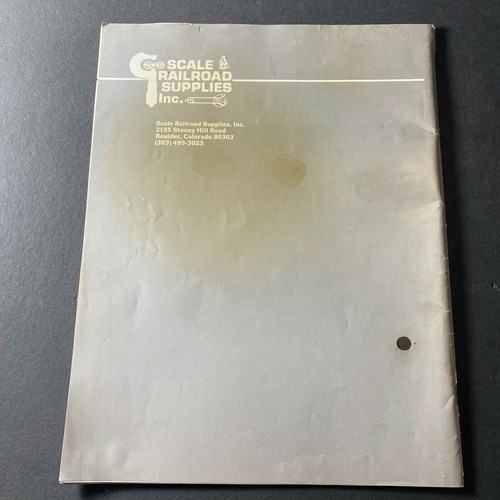 SCALE
RAILROAD
SUPPLIES
Inc.
Scale Railroad Supplies, Inc.
2195 Stoney Hill Road
Boulder, Colorado 80303
(303) 499-3023